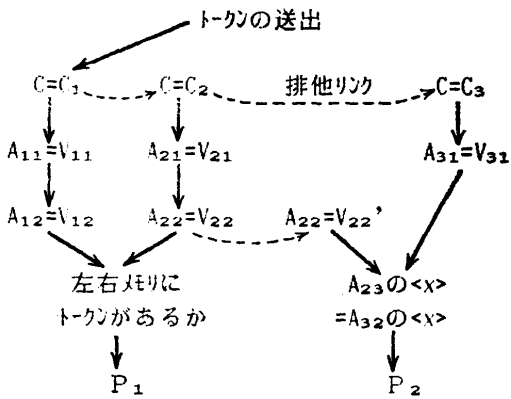 トークンの送出
C=C₁ C=C₂ 排他リンク C=C₃
A₁₁=V₁₁ A₂₁=V₂₁ A₃₁=V₃₁
A₁₂=V₁₂ A₂₂=V₂₂ A₂₂=V₂₂'
左右メモリに A₂₃の<x>
トークンがあるか =A₃₂の<x>
P₁ P₂